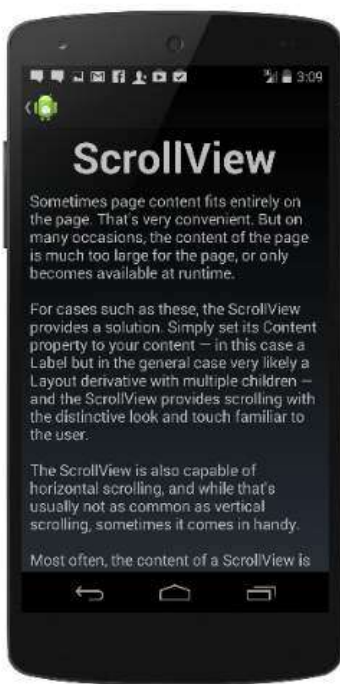 3:09
ScrollView
Sometimes page content fits entirely on
the page. That's very convenient. But on
many occasions, the content of the page
is much too large for the page, or only
becomes available at runtime.
For cases such as these, the ScrollView
provides a solution. Simply set its Content
property to your content — in this case a
Label but in the general case very likely a
Layout derivative with multiple children —
and the ScrollView provides scrolling with
the distinctive look and touch familiar to
the user.
The ScrollView is also capable of
horizontal scrolling, and while that's
usually not as common as vertical
scrolling, sometimes it comes in handy.
Most often, the content of a ScrollView is